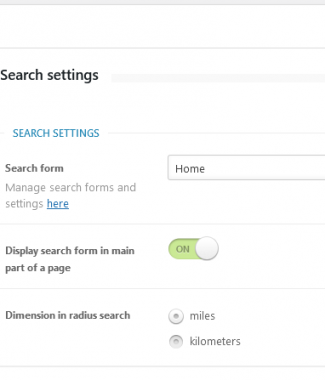 Search settings
SEARCH SETTINGS
Search form
Home
Manage search forms and
settings here
Display search form in main
part of a page
ON
Dimension in radius search
miles
kilometers